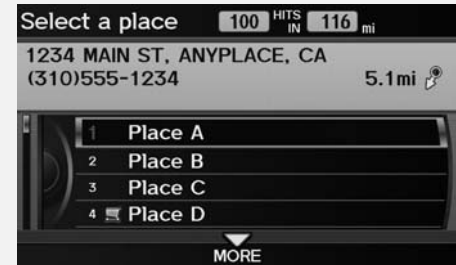 Select a place 100 HITS IN 116 mi
1234 MAIN ST, ANYPLACE, CA
(310)555-1234 5.1mi
1 Place A
2 Place B
3 Place C
4 Place D
MORE